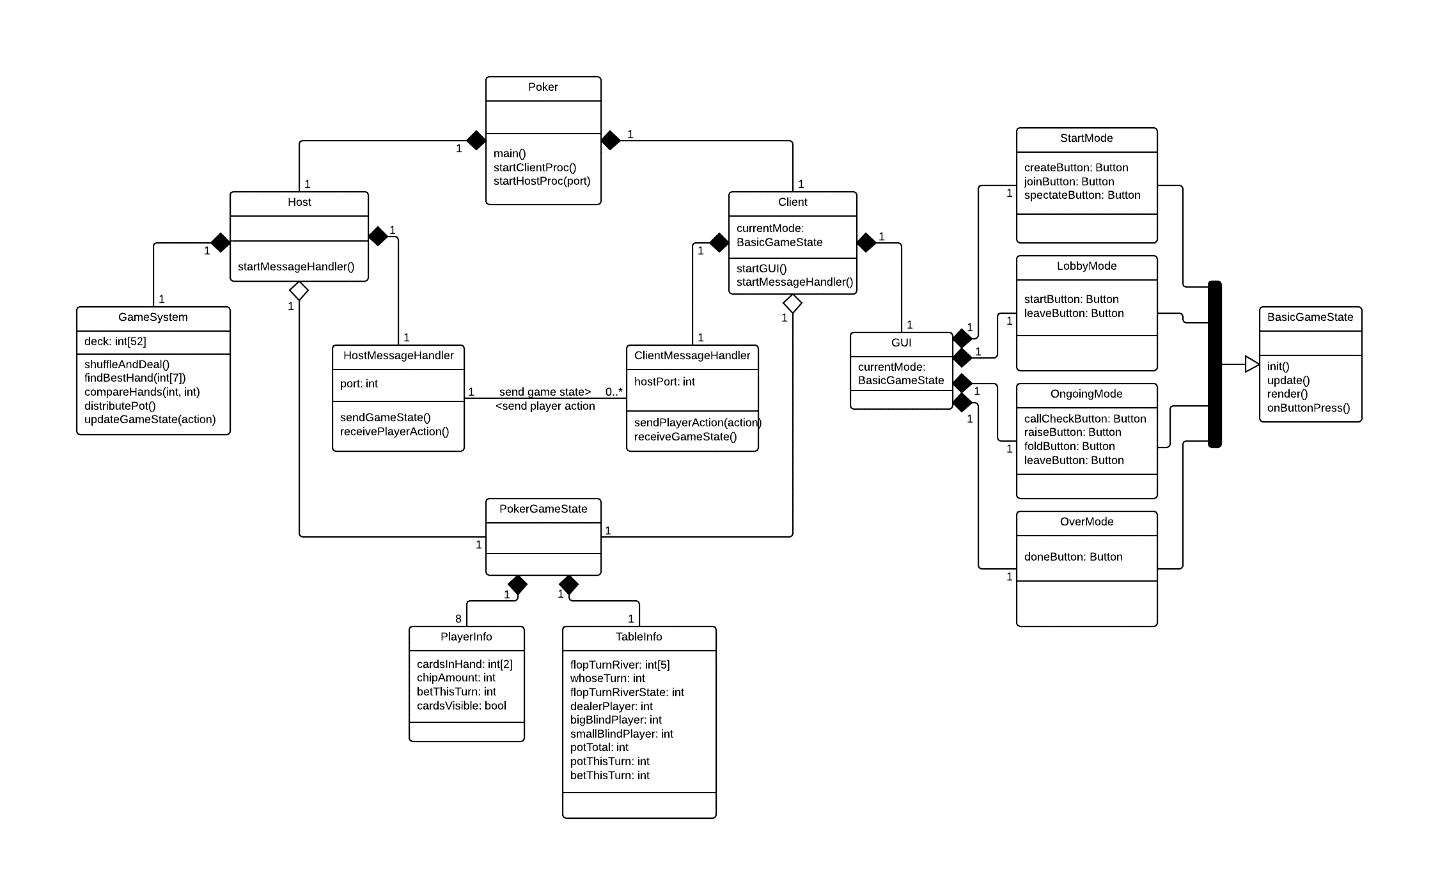 Poker
main()
startClientProc()
startHostProc(port)
1
1
1
1
Host
startMessageHandler()
1
1
1
1
1
GameSystem
deck: int[52]
shuffleAndDeal()
findBestHand(int[7])
compareHands(int, int)
distributePot()
updateGameState(action)
HostMessageHandler
port: int
sendGameState()
receivePlayerAction()
1
send game state>
0..*
<send player action
Client
currentMode:
BasicGameState
startGUI()
startMessageHandler()
1
1
1
1
1
ClientMessageHandler
hostPort: int
sendPlayerAction(action)
receiveGameState()
GUI
currentMode:
BasicGameState
1
1
1
1
StartMode
createButton: Button
joinButton: Button
spectateButton: Button
1
LobbyMode
startButton: Button
leaveButton: Button
1
OngoingMode
callCheckButton: Button
raiseButton: Button
foldButton: Button
leaveButton: Button
1
OverMode
doneButton: Button
1
BasicGameState
init()
update()
render()
onButtonPress()
PokerGameState
1
1
1
1
8
1
PlayerInfo
cardsInHand: int[2]
chipAmount: int
betThisTurn: int
cardsVisible: bool
TableInfo
flopTurnRiver: int[5]
whoseTurn: int
flopTurnRiverState: int
dealerPlayer: int
bigBlindPlayer: int
smallBlindPlayer: int
potTotal: int
potThisTurn: int
betThisTurn: int